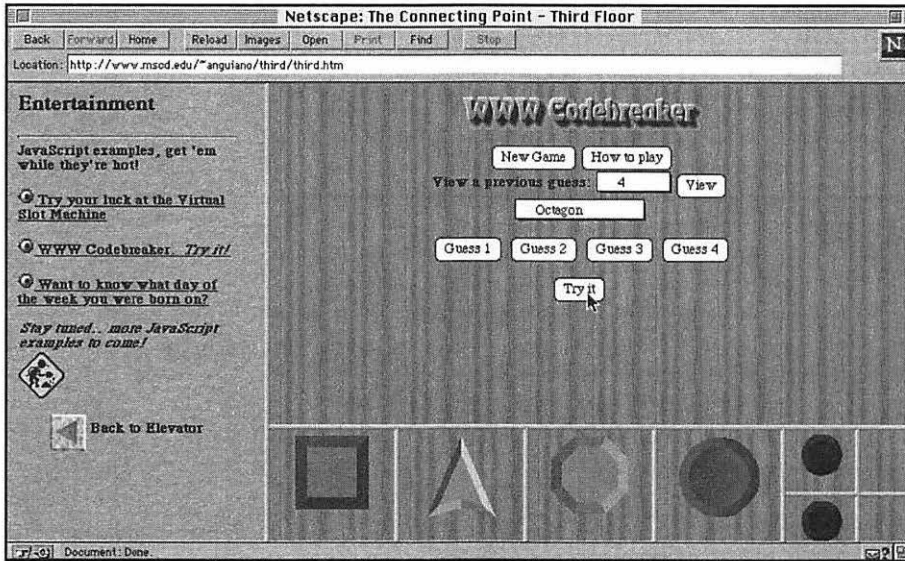 Netscape: The Connecting Point – Third Floor
Back Forward Home Reload Images Open Print Find Stop
N
Location: http://www.mscd.edu/~anguiano/third/third.htm
Entertainment
JavaScript examples, get 'em
while they're hot!
Try your luck at the Virtual
Slot Machine
WWW Codebreaker. Try it!
Want to know what day
of the week you were born on?
Stay tuned.. more JavaScript
examples to come!
Back to Elevator
WWW Codebreaker
New Game How to play
View a previous guess: 4 View
Octagon
Guess 1 Guess 2 Guess 3 Guess 4
Try it
Document: Done.
?